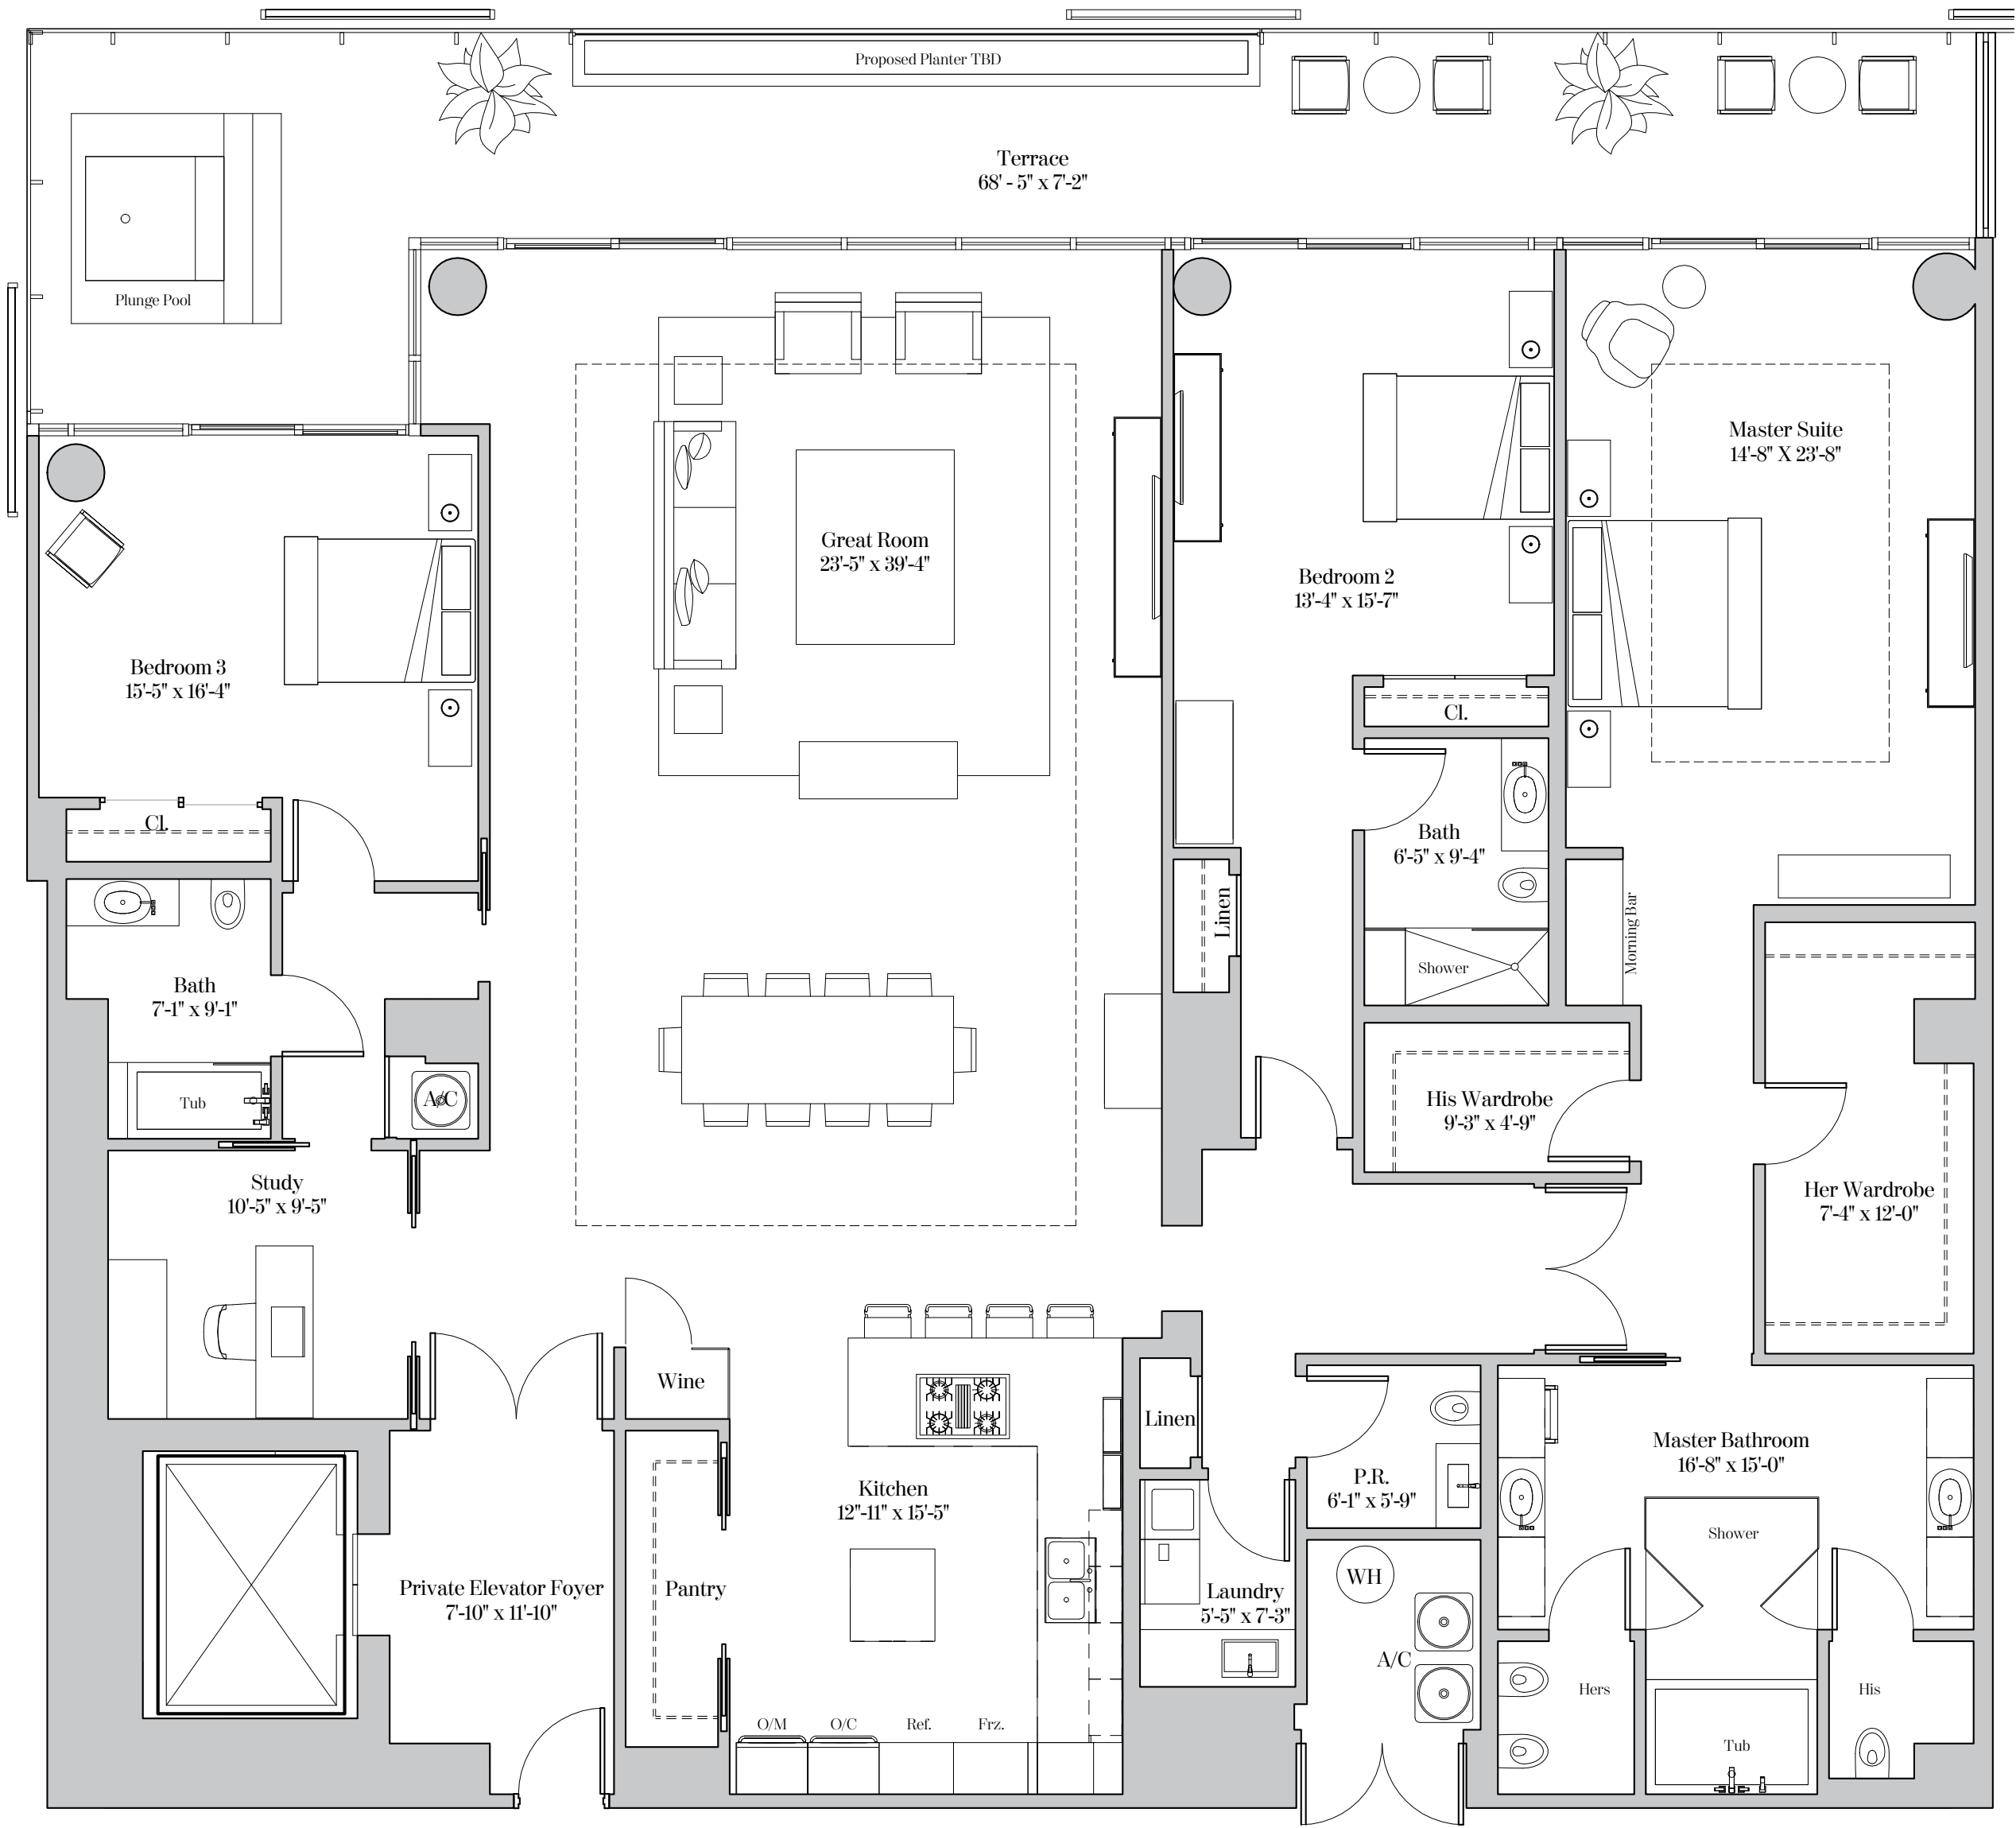 Proposed Planter TBD
Terrace
68' - 5" x 7'-2"
Plunge Pool
Master Suite
14'-8" X 23'-8"
Great Room
23'-5" x 39'-4"
Bedroom 2
13'-4" x 15'-7"
Bedroom 3
15'-5" x 16'-4"
Cl.
Cl.
Bath
6'-5" x 9'-4"
Linen
Morning Bar
Shower
Bath
7'-1" x 9'-1"
Tub
A/C
His Wardrobe
9'-3" x 4'-9"
Study
10'-5" x 9'-5"
Her Wardrobe
7'-4" x 12'-0"
Wine
Linen
Master Bathroom
16'-8" x 15'-0"
Kitchen
12"-11" x 15'-5"
P.R.
6'-1" x 5'-9"
Shower
Private Elevator Foyer
7'-10" x 11'-10"
Pantry
Laundry
5'-5" x 7'-3"
WH
A/C
Hers
His
O/M
O/C
Ref.
Frz.
Tub